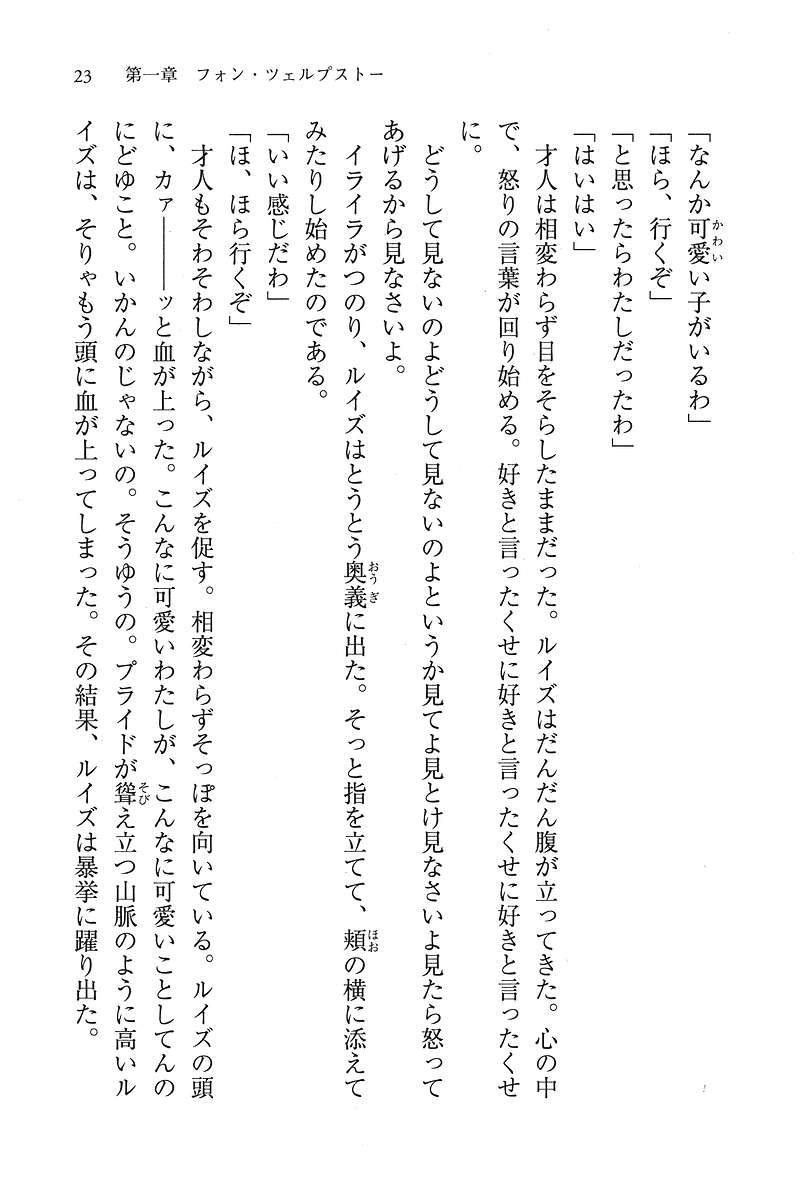 23　第一章　フォン・ツェルプストー
「なんか可愛い子がいるわ」
「ほら、行くぞ」
「と思ったらわたしだったわ」
「はいはい」
　才人は相変わらず目をそらしたままだった。ルイズはだんだん腹が立ってきた。心の中
で、怒りの言葉が回り始める。好きと言ったくせに好きと言ったくせに好きと言ったくせ
に。
　どうして見ないのよどうして見ないのよというか見てよ見とけ見なさいよ見たら怒って
あげるから見なさいよ。
　イライラがつのり、ルイズはとうとう奥義に出た。そっと指を立てて、頬の横に添えて
みたりし始めたのである。
「いい感じだわ」
「ほ、ほら行くぞ」
　才人もそわそわしながら、ルイズを促す。相変わらずそっぽを向いている。ルイズの頭
に、カァ――――ッと血が上った。こんなに可愛いわたしが、こんなに可愛いことしてんの
にどゆこと。いかんのじゃないの。そうゆうの。プライドが聳え立つ山脈のように高いル
イズは、そりゃもう頭に血が上ってしまった。その結果、ルイズは暴挙に躍り出た。